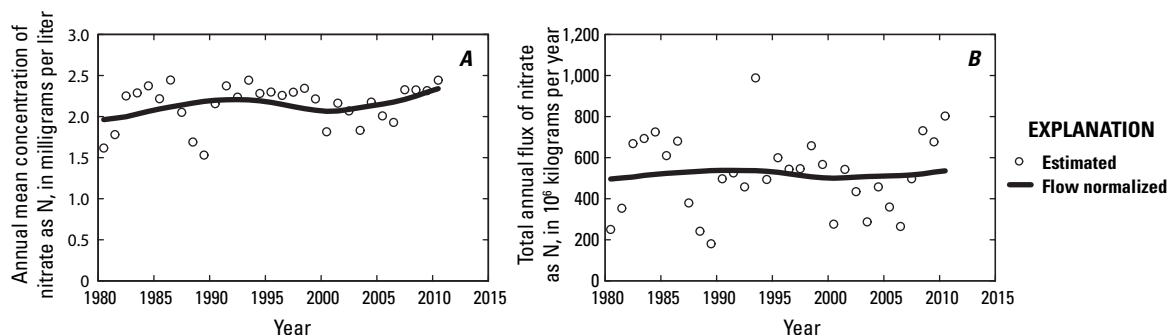 Annual mean concentration of
nitrate as N, in milligrams per liter
3.0
2.5
2.0
1.5
1.0
0.5
0
1980 1985 1990 1995 2000 2005 2010 2015
Year
A
Total annual flux of nitrate
as N, in 10⁶ kilograms per year
1,200
1,000
800
600
400
200
0
1980 1985 1990 1995 2000 2005 2010 2015
Year
B
EXPLANATION
Estimated
Flow normalized